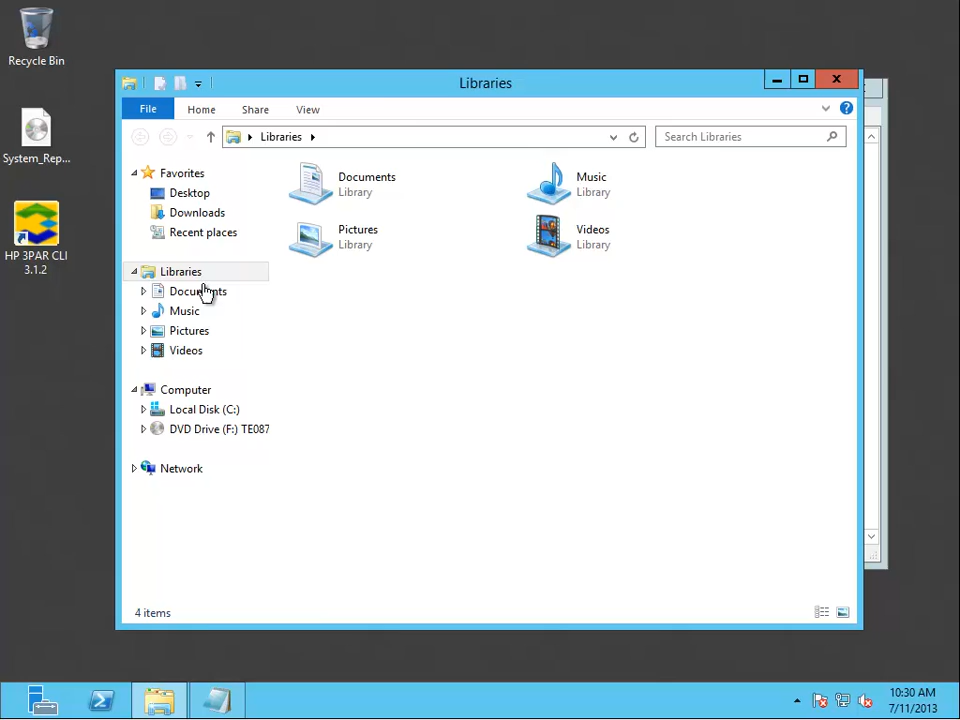 Recycle Bin
System_Rep...
HP 3PAR CLI
3.1.2
Libraries
File
Home
Share
View
Libraries
Search Libraries
Favorites
Desktop
Downloads
Recent places
Libraries
Documents
Music
Pictures
Videos
Computer
Local Disk (C:)
DVD Drive (F:) TE087
Network
Documents
Library
Music
Library
Pictures
Library
Videos
Library
4 items
10:30 AM
7/11/2013